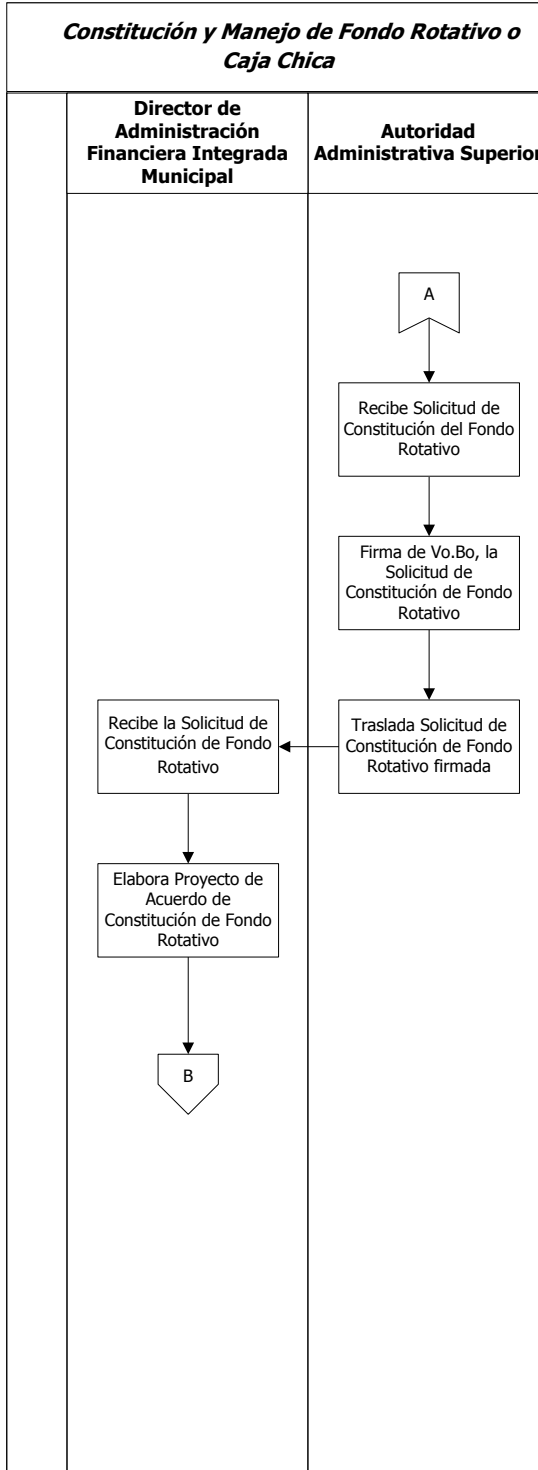 Constitución y Manejo de Fondo Rotativo o
Caja Chica
Director de
Administración
Financiera Integrada
Municipal
Autoridad
Administrativa Superior
A
Recibe Solicitud de
Constitución del Fondo
Rotativo
Firma de Vo.Bo, la
Solicitud de
Constitución de Fondo
Rotativo
Traslada Solicitud de
Constitución de Fondo
Rotativo firmada
Recibe la Solicitud de
Constitución de Fondo
Rotativo
Elabora Proyecto de
Acuerdo de
Constitución de Fondo
Rotativo
B